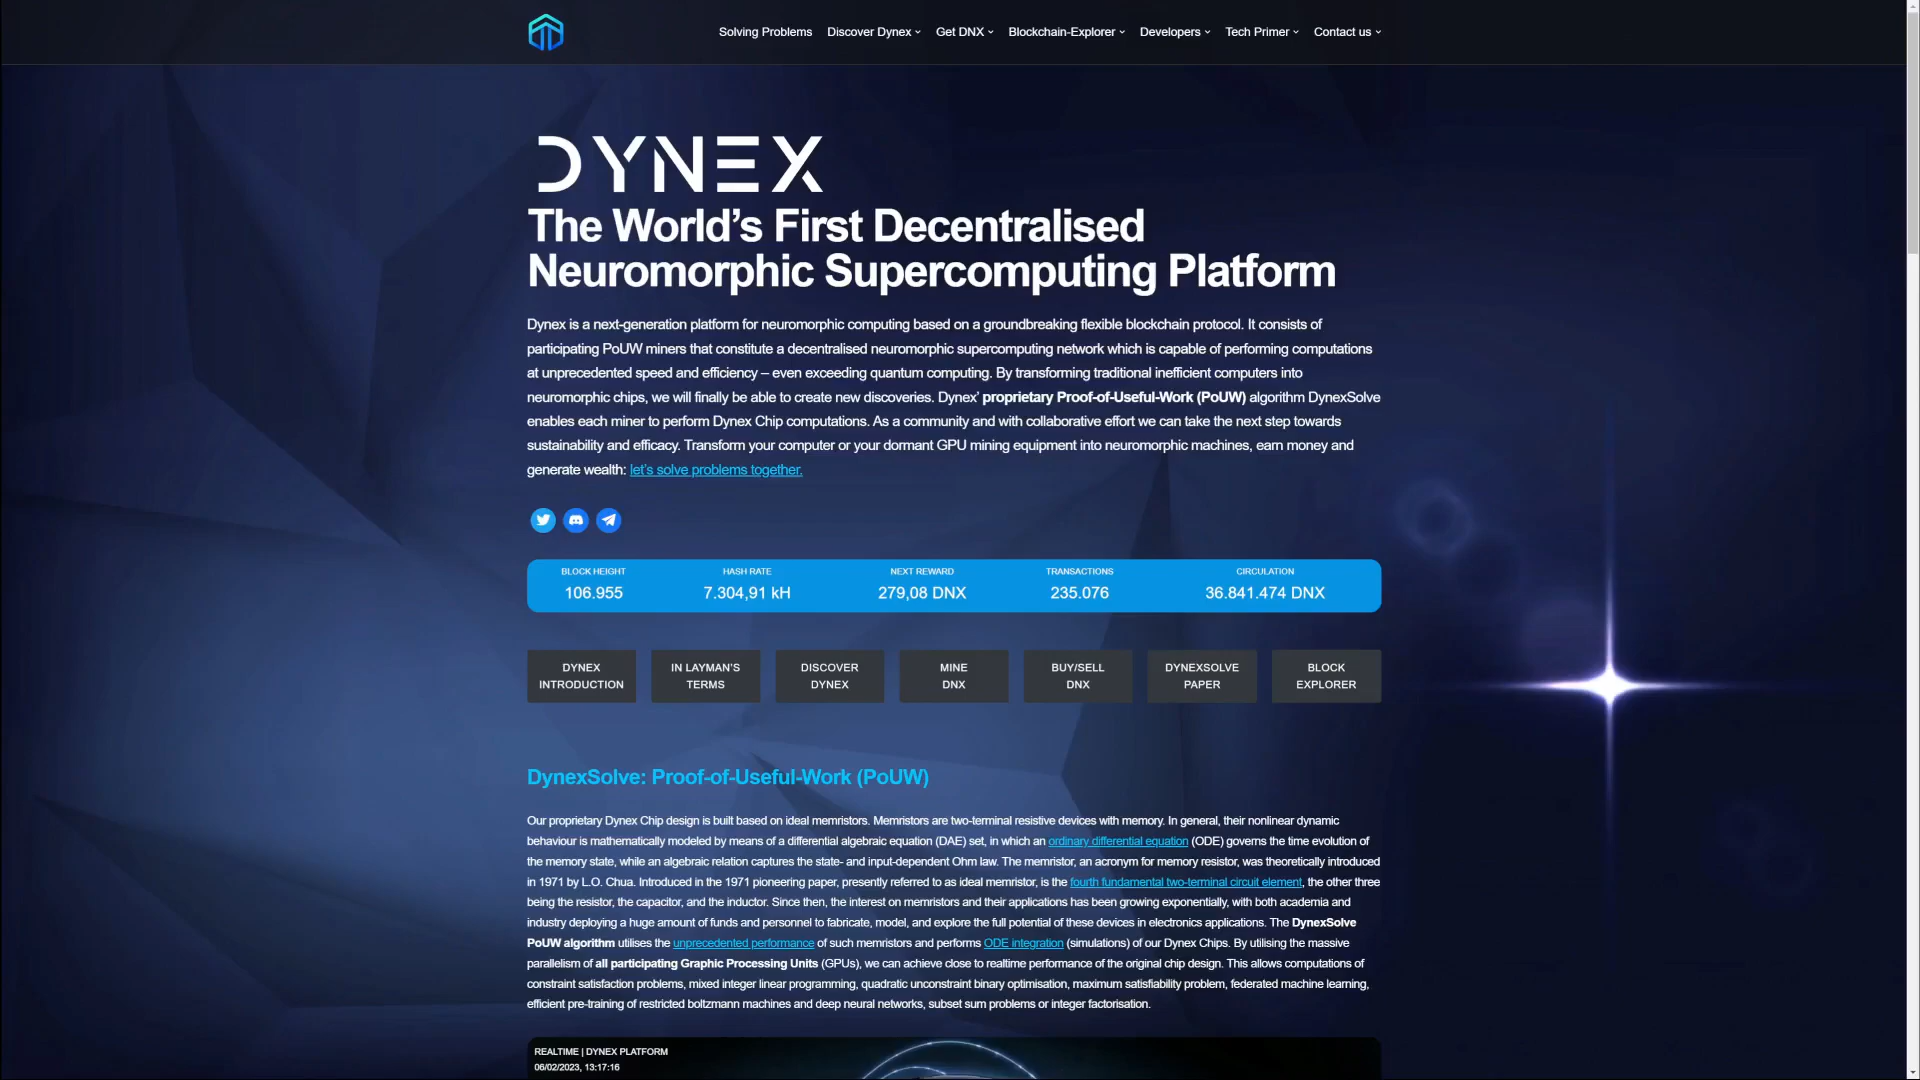 Solving Problems Discover Dynex Get DNX Blockchain-Explorer Developers Tech Primer Contact us
DYNEX
The World’s First Decentralised
Neuromorphic Supercomputing Platform
Dynex is a next-generation platform for neuromorphic computing based on a groundbreaking flexible blockchain protocol. It consists of
participating PoUW miners that constitute a decentralised neuromorphic supercomputing network which is capable of performing computations
at unprecedented speed and efficiency – even exceeding quantum computing. By transforming traditional inefficient computers into
neuromorphic chips, we will finally be able to create new discoveries. Dynex’ proprietary Proof-of-Useful-Work (PoUW) algorithm DynexSolve
enables each miner to perform Dynex Chip computations. As a community and with collaborative effort we can take the next step towards
sustainability and efficacy. Transform your computer or your dormant GPU mining equipment into neuromorphic machines, earn money and
generate wealth: let’s solve problems together.
BLOCK HEIGHT HASH RATE NEXT REWARD TRANSACTIONS CIRCULATION
106.955 7.304,91 kH 279,08 DNX 235.076 36.841.474 DNX
DYNEX IN LAYMAN’S DISCOVER MINE BUY/SELL DYNEXSOLVE BLOCK
INTRODUCTION TERMS DYNEX DNX DNX PAPER EXPLORER
DynexSolve: Proof-of-Useful-Work (PoUW)
Our proprietary Dynex Chip design is built based on ideal memristors. Memristors are two-terminal resistive devices with memory. In general, their nonlinear dynamic
behaviour is mathematically modeled by means of a differential algebraic equation (DAE) set, in which an ordinary differential equation (ODE) governs the time evolution of
the memory state, while an algebraic relation captures the state- and input-dependent Ohm law. The memristor, an acronym for memory resistor, was theoretically introduced
in 1971 by L.O. Chua. Introduced in the 1971 pioneering paper, presently referred to as ideal memristor, is the fourth fundamental two-terminal circuit element, the other three
being the resistor, the capacitor, and the inductor. Since then, the interest on memristors and their applications has been growing exponentially, with both academia and
industry deploying a huge amount of funds and personnel to fabricate, model, and explore the full potential of these devices in electronics applications. The DynexSolve
PoUW algorithm utilises the unprecedented performance of such memristors and performs ODE integration (simulations) of our Dynex Chips. By utilising the massive
parallelism of all participating Graphic Processing Units (GPUs), we can achieve close to realtime performance of the original chip design. This allows computations of
constraint satisfaction problems, mixed integer linear programming, quadratic unconstraint binary optimisation, maximum satisfiability problem, federated machine learning,
efficient pre-training of restricted boltzmann machines and deep neural networks, subset sum problems or integer factorisation.
REALTIME | DYNEX PLATFORM
06/02/2023, 13:17:16